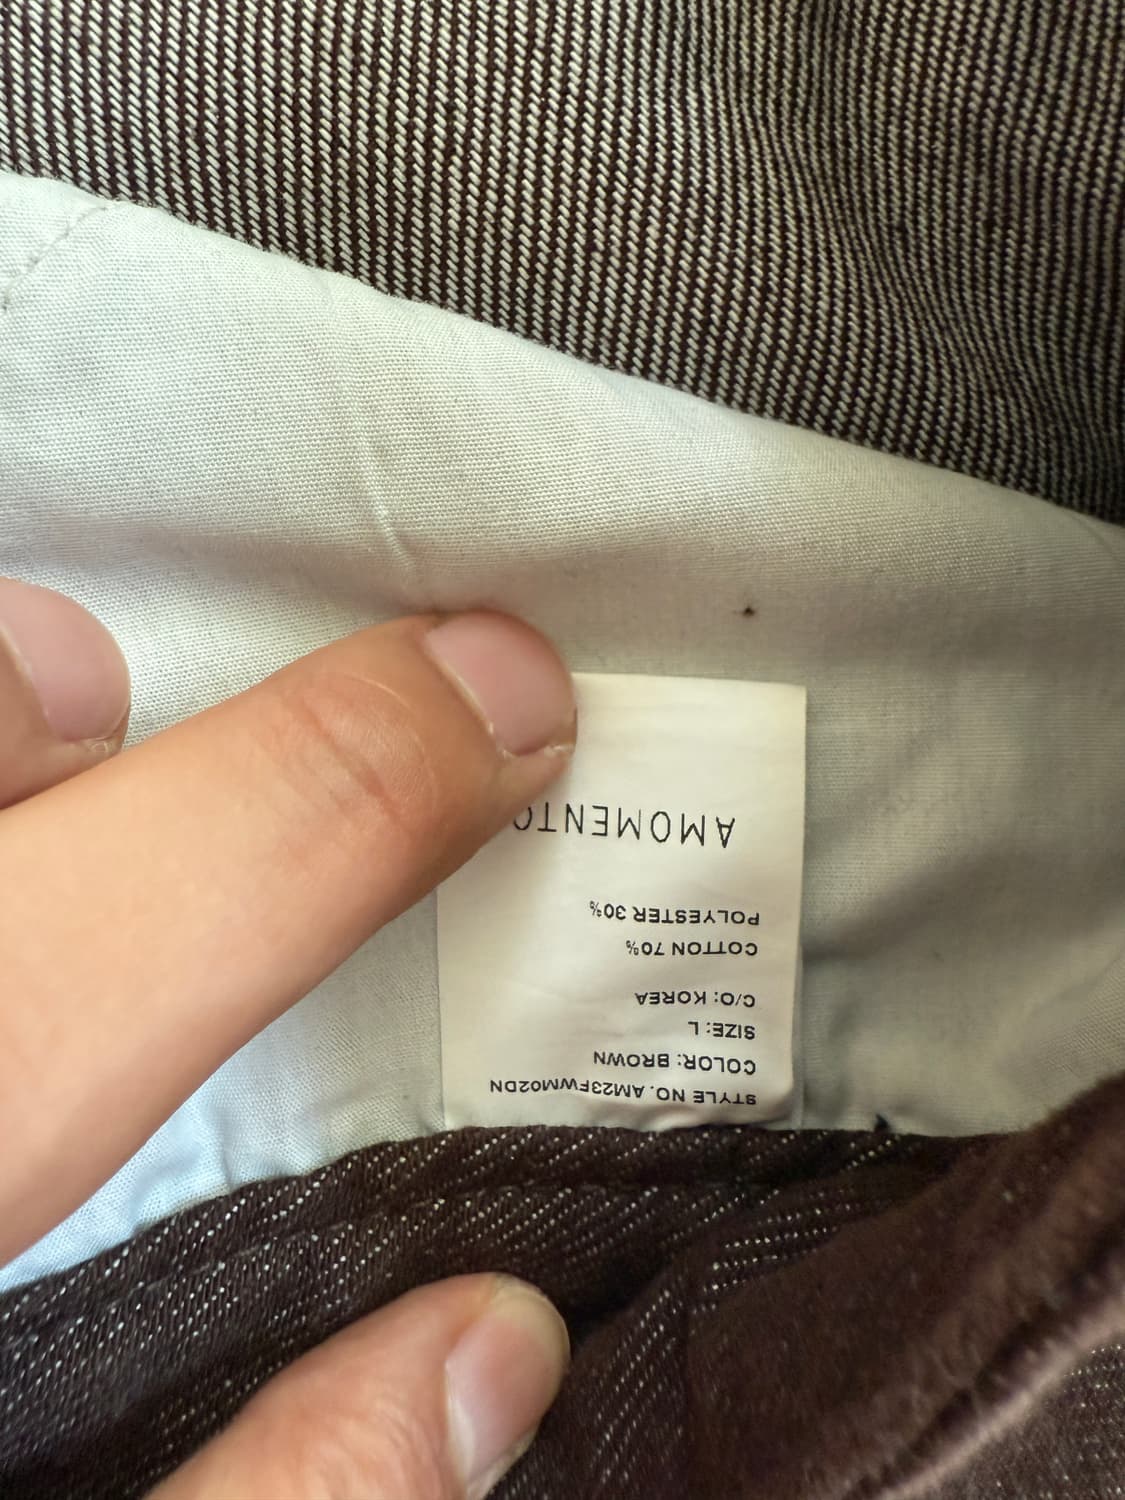 STYLE NO. AM23FWM02DN
COLOR: BROWN
SIZE: L
C/O: KOREA
COTTON 70%
POLYESTER 30%
AMOMENTO